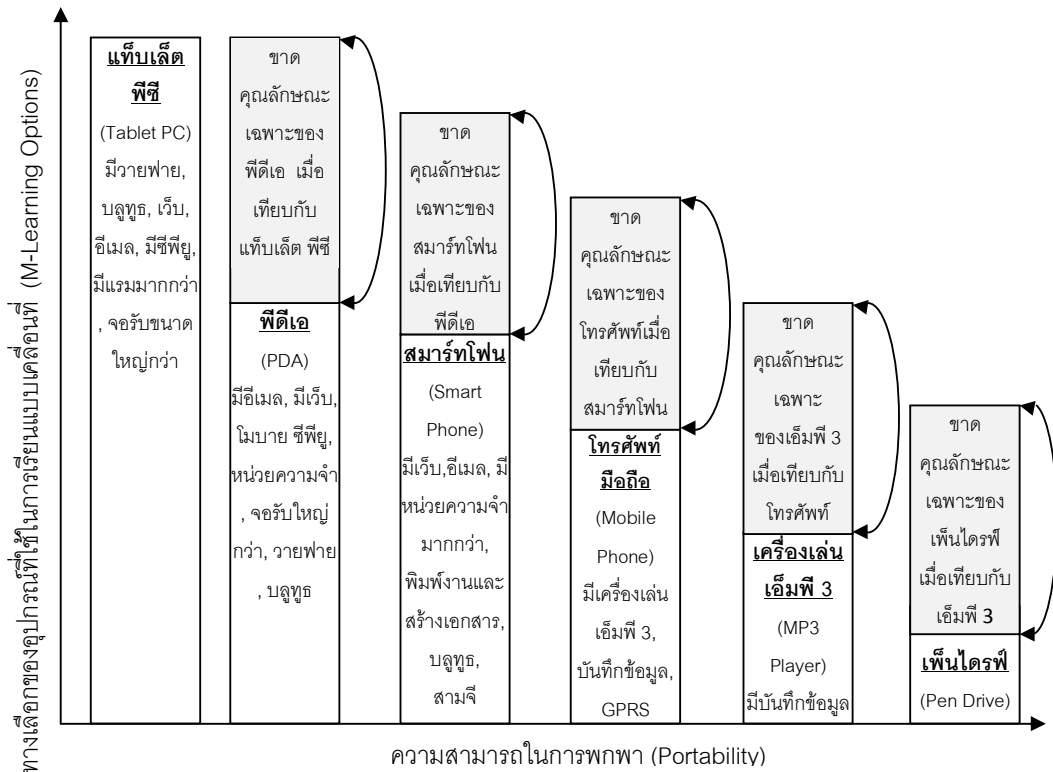 ทางเลือกของอุปกรณ์ที่ใช้ในการเรียนแบบเคลื่อนที่ (M-Learning Options)
แท็บเล็ต
พีซี
(Tablet PC)
มีวายฟาย,
บลูทูธ, เว็บ,
อีเมล, มีซีพียู,
มีแรมมากกว่า
, จอรับขนาด
ใหญ่กว่า
ขาด
คุณลักษณะ
เฉพาะของ
พีดีเอ เมื่อ
เทียบกับ
แท็บเล็ต พีซี
พีดีเอ
(PDA)
มีอีเมล, มีเว็บ,
โมบาย ซีพียู,
หน่วยความจำ
, จอรับใหญ่
กว่า, วายฟาย
, บลูทูธ
ขาด
คุณลักษณะ
เฉพาะของ
สมาร์ทโฟน
เมื่อเทียบกับ
พีดีเอ
สมาร์ทโฟน
(Smart
Phone)
มีเว็บ,อีเมล, มี
หน่วยความจำ
มากกว่า,
พิมพ์งานและ
สร้างเอกสาร,
บลูทูธ,
สามจี
ขาด
คุณลักษณะ
เฉพาะของ
โทรศัพท์เมื่อ
เทียบกับ
สมาร์ทโฟน
โทรศัพท์
มือถือ
(Mobile
Phone)
มีเครื่องเล่น
เอ็มพี 3,
บันทึกข้อมูล,
GPRS
ขาด
คุณลักษณะ
เฉพาะ
ของเอ็มพี 3
เมื่อเทียบกับ
โทรศัพท์
เครื่องเล่น
เอ็มพี 3
(MP3
Player)
มีบันทึกข้อมูล
ขาด
คุณลักษณะ
เฉพาะของ
เพ็นไดรฟ์
เมื่อเทียบกับ
เอ็มพี 3
เพ็นไดรฟ์
(Pen Drive)
ความสามารถในการพกพา (Portability)